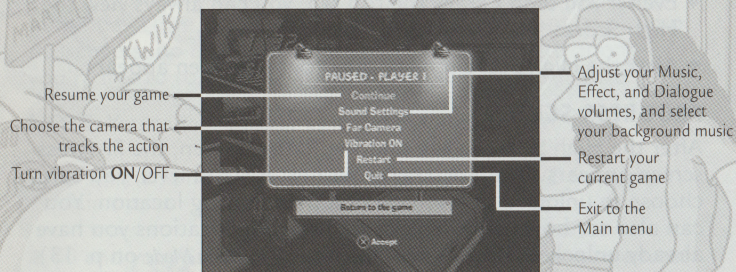 KWIK
MART
PAUSED - PLAYER 1
Continue
Sound Settings
Far Camera
Vibration ON
Restart
Quit
Return to the game
Accept
Resume your game
Choose the camera that
tracks the action
Turn vibration ON/OFF
Adjust your Music,
Effect, and Dialogue
volumes, and select
your background music
Restart your
current game
Exit to the
Main menu